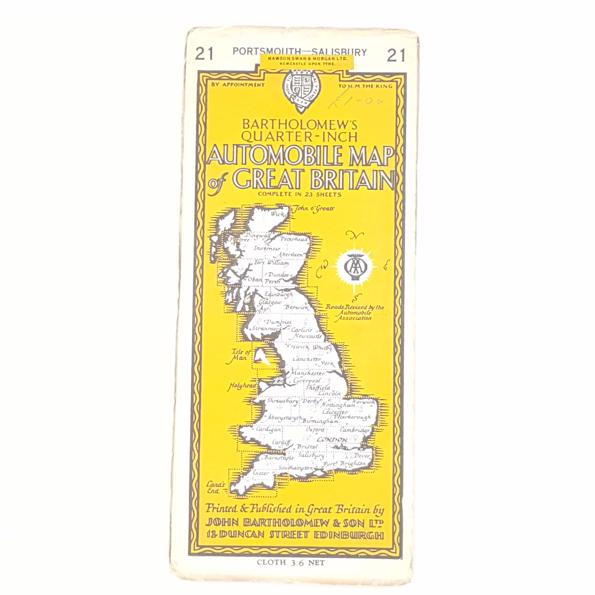 21 PORTSMOUTH—SALISBURY 21
MAWSON SWAN & MORGAN LTD.
NEWCASTLE UPON TYNE.
BY APPOINTMENT TO H.M. THE KING
£1-00
BARTHOLOMEW'S
QUARTER-INCH
AUTOMOBILE MAP
of GREAT BRITAIN
COMPLETE IN 23 SHEETS
John o' Groats
Wick
Dingwall
Peterhead
Inverness
Aberdeen
Fort William
Dundee
Oban Perth
Edinburgh
Glasgow
Ayr Berwick
Dumfries
Stranraer Carlisle
Newcastle
Keswick Whitby
Isle of
Man
Lancaster
York
Manchester
Holyhead Liverpool
Sheffield
Lincoln
Shrewsbury Derby Norwich
Nottingham
Leicester
Aberystwyth Peterborough
Birmingham
Cardigan Oxford Cambridge
Cardiff LONDON
Bristol
Barnstaple Salisbury Dover
Southampton Brighton
Exeter
Land's
End
N
E
S
W
AA
Roads Revised by the
Automobile
Association
Printed & Published in Great Britain by
JOHN BARTHOLOMEW & SON LTD
12 DUNCAN STREET EDINBURGH
CLOTH 3/6 NET